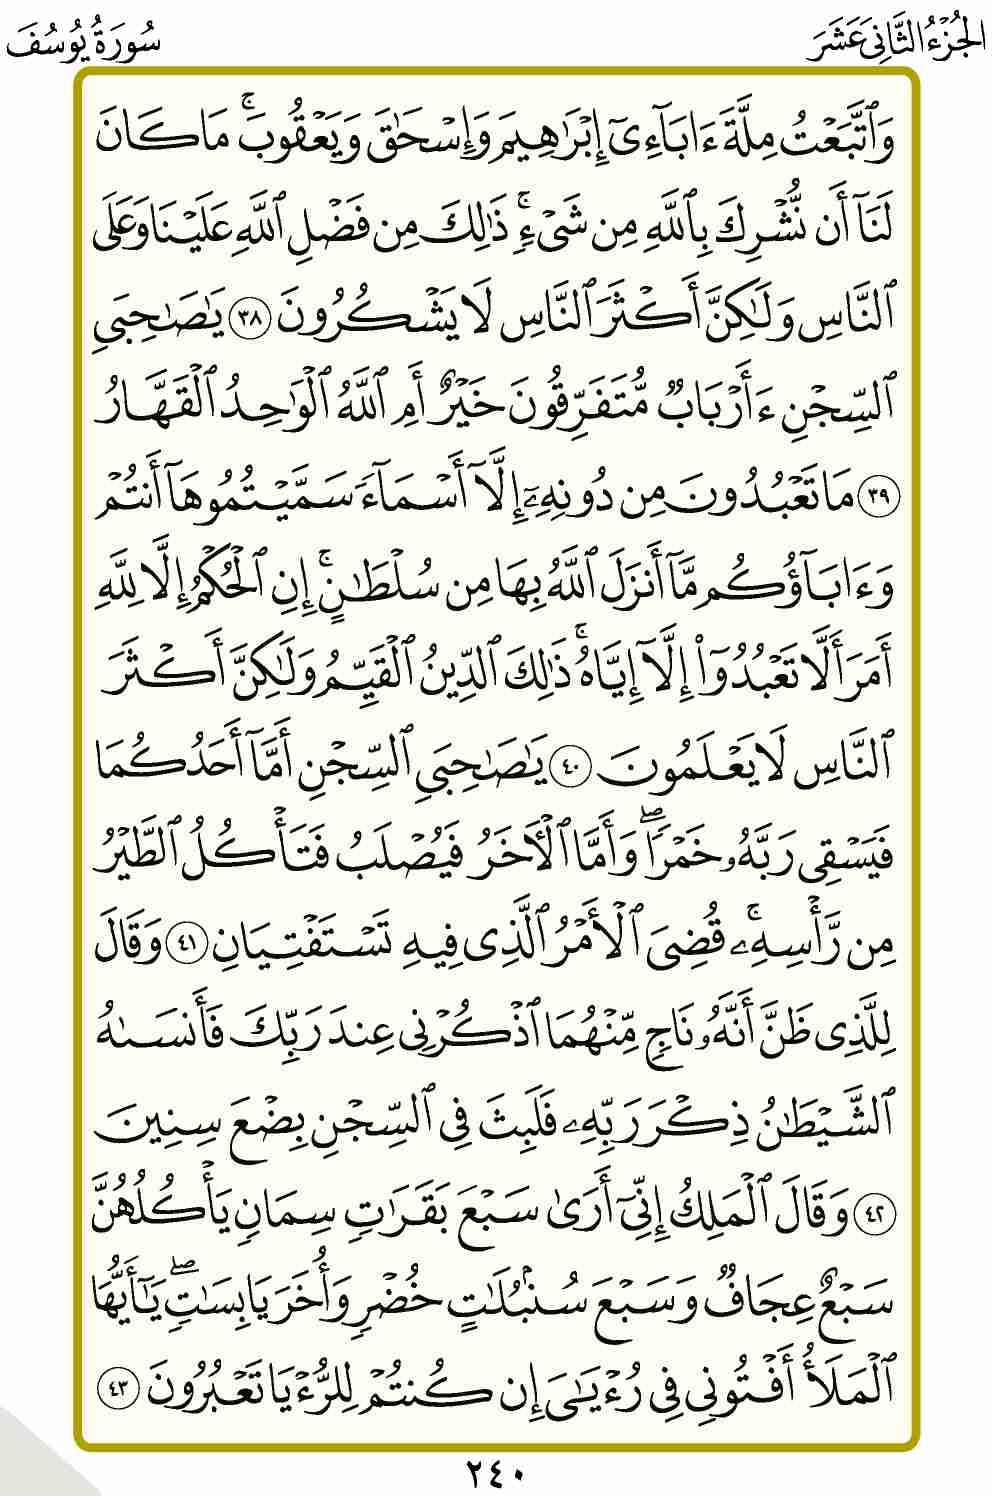 الجُزْءُ الثَّانِي عَشَرَ
سُورَةُ يُوسُفَ
وَٱتَّبَعْتُ مِلَّةَ ءَابَآءِىٓ إِبْرَٰهِيمَ وَإِسْحَٰقَ وَيَعْقُوبَ ۚ مَا كَانَ
لَنَآ أَن نُّشْرِكَ بِٱللَّهِ مِن شَىْءٍ ۚ ذَٰلِكَ مِن فَضْلِ ٱللَّهِ عَلَيْنَا وَعَلَى
ٱلنَّاسِ وَلَٰكِنَّ أَكْثَرَ ٱلنَّاسِ لَا يَشْكُرُونَ ٣٨ يَٰصَٰحِبَىِ
ٱلسِّجْنِ ءَأَرْبَابٌ مُّتَفَرِّقُونَ خَيْرٌ أَمِ ٱللَّهُ ٱلْوَٰحِدُ ٱلْقَهَّارُ
٣٩ مَا تَعْبُدُونَ مِن دُونِهِۦٓ إِلَّآ أَسْمَآءً سَمَّيْتُمُوهَآ أَنتُمْ
وَءَابَآؤُكُم مَّآ أَنزَلَ ٱللَّهُ بِهَا مِن سُلْطَٰنٍ ۚ إِنِ ٱلْحُكْمُ إِلَّا لِلَّهِ
أَمَرَ أَلَّا تَعْبُدُوٓا۟ إِلَّآ إِيَّاهُ ۚ ذَٰلِكَ ٱلدِّينُ ٱلْقَيِّمُ وَلَٰكِنَّ أَكْثَرَ
ٱلنَّاسِ لَا يَعْلَمُونَ ٤٠ يَٰصَٰحِبَىِ ٱلسِّجْنِ أَمَّآ أَحَدُكُمَا
فَيَسْقِى رَبَّهُۥ خَمْرًا ۖ وَأَمَّا ٱلْءَاخَرُ فَيُصْلَبُ فَتَأْكُلُ ٱلطَّيْرُ
مِن رَّأْسِهِۦ ۚ قُضِىَ ٱلْأَمْرُ ٱلَّذِى فِيهِ تَسْتَفْتِيَانِ ٤١ وَقَالَ
لِلَّذِى ظَنَّ أَنَّهُۥ نَاجٍ مِّنْهُمَا ٱذْكُرْنِى عِندَ رَبِّكَ فَأَنسَىٰهُ
ٱلشَّيْطَٰنُ ذِكْرَ رَبِّهِۦ فَلَبِثَ فِى ٱلسِّجْنِ بِضْعَ سِنِينَ
٤٢ وَقَالَ ٱلْمَلِكُ إِنِّىٓ أَرَىٰ سَبْعَ بَقَرَٰتٍ سِمَانٍ يَأْكُلُهُنَّ
سَبْعٌ عِجَافٌ وَسَبْعَ سُنۢبُلَٰتٍ خُضْرٍ وَأُخَرَ يَابِسَٰتٍ ۖ يَٰٓأَيُّهَا
ٱلْمَلَأُ أَفْتُونِى فِى رُءْيَٰىَ إِن كُنتُمْ لِلرُّءْيَا تَعْبُرُونَ ٤٣
٢٤٠